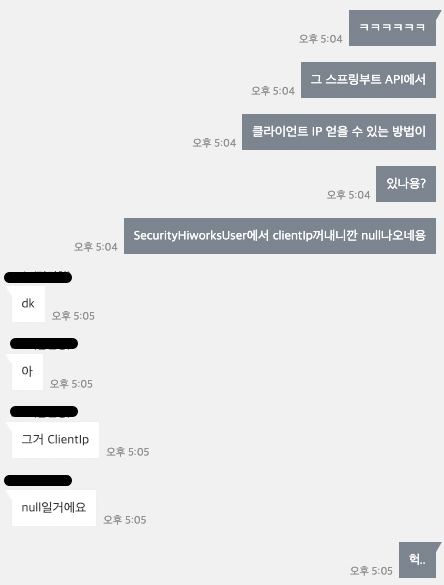 ㅋㅋㅋㅋㅋㅋ
오후 5:04
그 스프링부트 API에서
오후 5:04
클라이언트 IP 얻을 수 있는 방법이
오후 5:04
있나용?
오후 5:04
SecurityHiworksUser에서 clientIp꺼내니깐 null나오네용
오후 5:04
dk
오후 5:05
아
오후 5:05
그거 ClientIp
오후 5:05
null일거에요
오후 5:05
헉..
오후 5:05